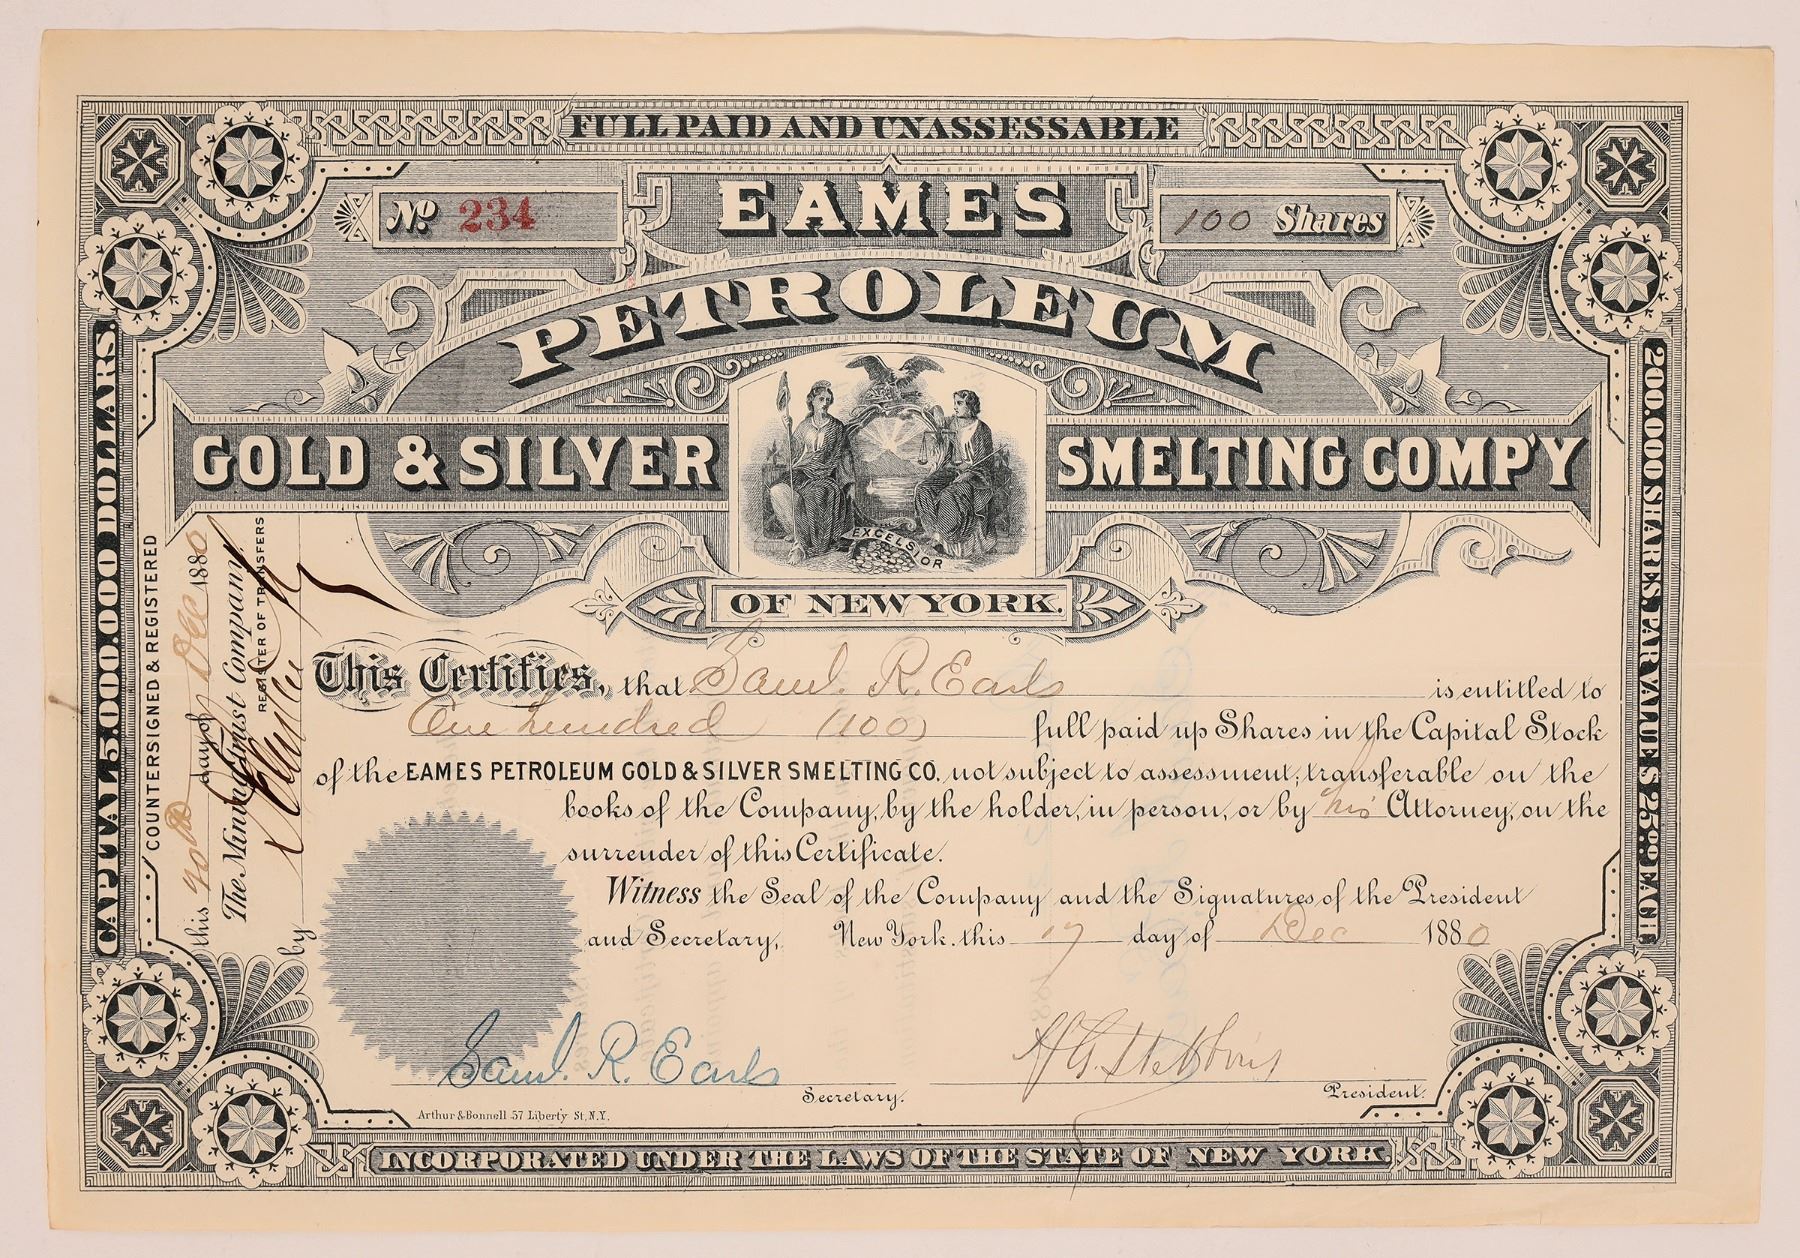 FULL PAID AND UNASSESSABLE
No. 234
EAMES
100 Shares
PETROLEUM
GOLD & SILVER SMELTING COMP'Y
EXCELSIOR
OF NEW YORK.
This Certifies, that Saml. R. Earls is entitled to
One hundred (100) full paid up Shares in the Capital Stock
of the EAMES PETROLEUM GOLD & SILVER SMELTING CO. not subject to assessment; transferable on the
books of the Company, by the holder, in person, or by his Attorney, on the
surrender of this Certificate.
Witness the Seal of the Company and the Signatures of the President
and Secretary, New York. this 17 day of Dec 1880
Saml. R. Earls
Secretary.
President.
Arthur & Bonnell 57 Liberty St. N.Y.
INCORPORATED UNDER THE LAWS OF THE STATE OF NEW YORK.
CAPITAL 5.000.000 DOLLARS.
COUNTERSIGNED & REGISTERED
this day of Dec 1880
The Mining Trust Company
REGISTER OF TRANSFERS
by
200.000 SHARES. PAR VALUE $25.00 EACH